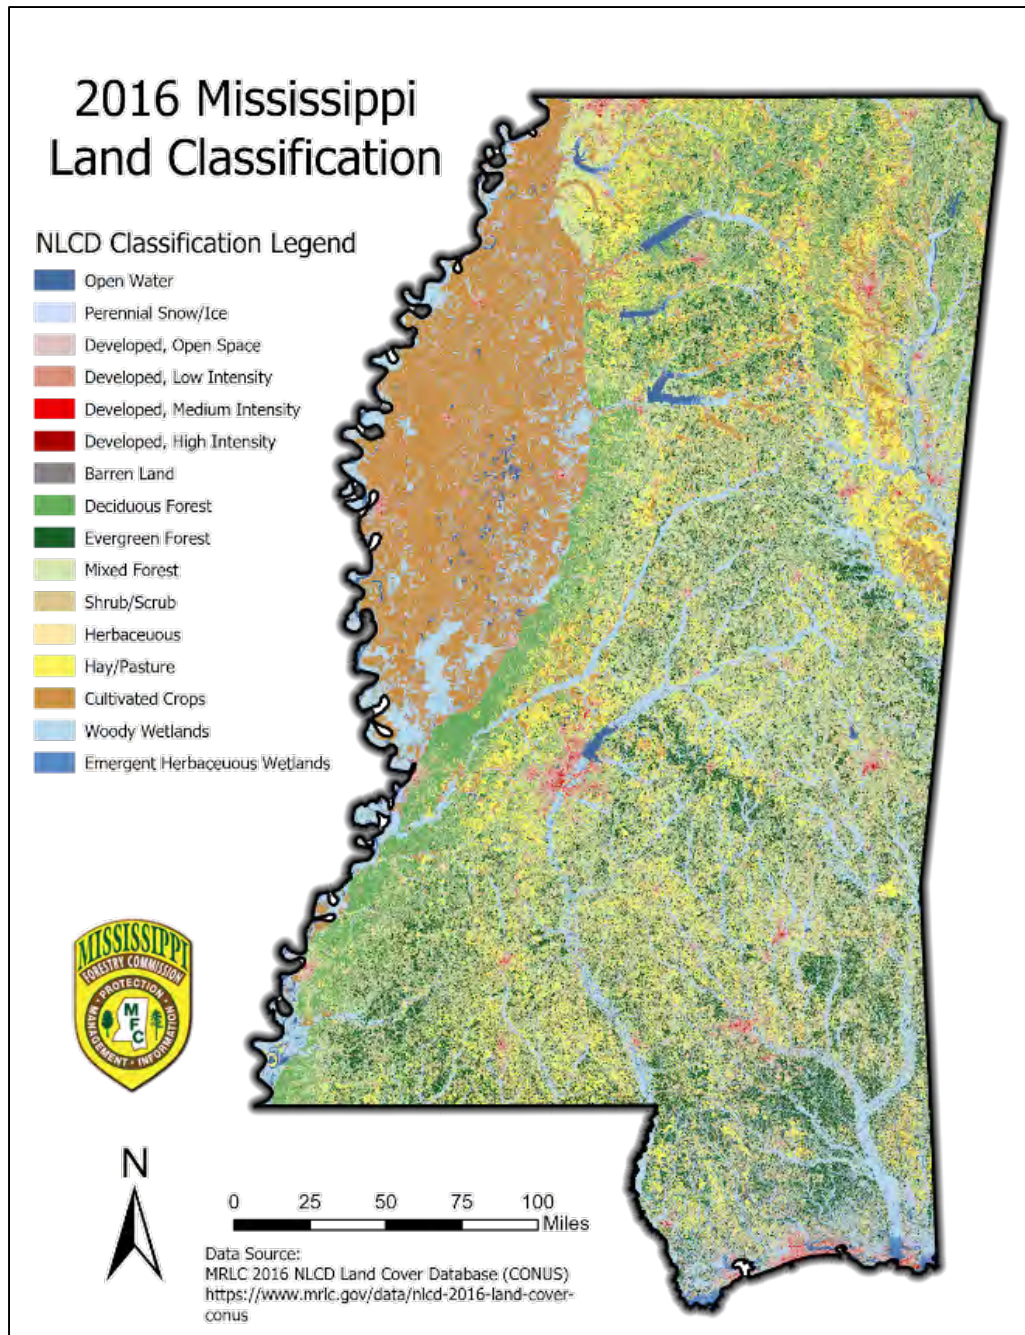 2016 Mississippi
Land Classification
NLCD Classification Legend
Open Water
Perennial Snow/Ice
Developed, Open Space
Developed, Low Intensity
Developed, Medium Intensity
Developed, High Intensity
Barren Land
Deciduous Forest
Evergreen Forest
Mixed Forest
Shrub/Scrub
Herbaceuous
Hay/Pasture
Cultivated Crops
Woody Wetlands
Emergent Herbaceuous Wetlands
MISSISSIPPI
FORESTRY COMMISSION
MANAGEMENT · PROTECTION · INFORMATION
M
F
C
N
0 25 50 75 100
Miles
Data Source:
MRLC 2016 NLCD Land Cover Database (CONUS)
https://www.mrlc.gov/data/nlcd-2016-land-cover-
conus